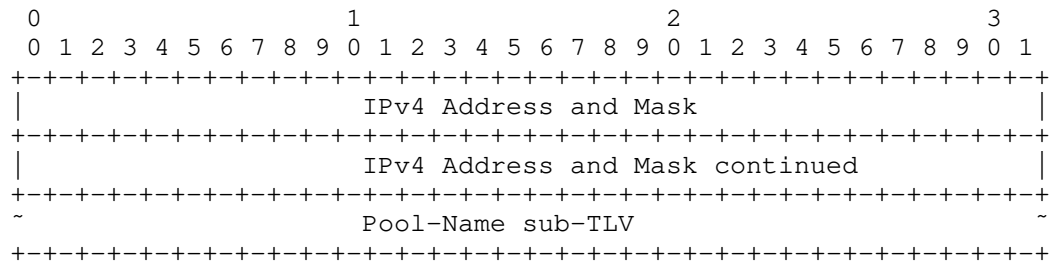 0                   1                   2                   3
 0 1 2 3 4 5 6 7 8 9 0 1 2 3 4 5 6 7 8 9 0 1 2 3 4 5 6 7 8 9 0 1
+-+-+-+-+-+-+-+-+-+-+-+-+-+-+-+-+-+-+-+-+-+-+-+-+-+-+-+-+-+-+-+-+
|                     IPv4 Address and Mask                     |
+-+-+-+-+-+-+-+-+-+-+-+-+-+-+-+-+-+-+-+-+-+-+-+-+-+-+-+-+-+-+-+-+
|                     IPv4 Address and Mask continued           |
+-+-+-+-+-+-+-+-+-+-+-+-+-+-+-+-+-+-+-+-+-+-+-+-+-+-+-+-+-+-+-+-+
~                     Pool-Name sub-TLV                         ~
+-+-+-+-+-+-+-+-+-+-+-+-+-+-+-+-+-+-+-+-+-+-+-+-+-+-+-+-+-+-+-+-+